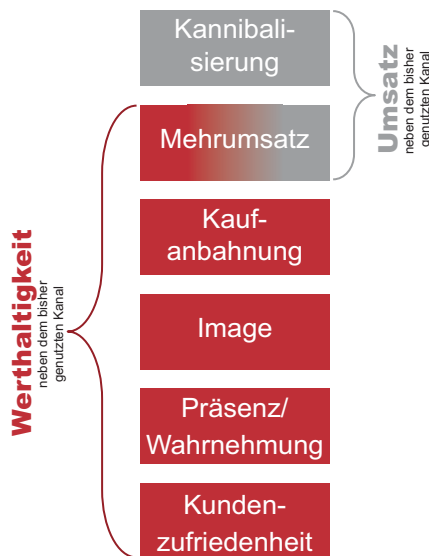 Kannibali-
sierung
Mehrumsatz
Kauf-
anbahnung
Image
Präsenz/
Wahrnehmung
Kunden-
zufriedenheit
Umsatz
neben dem bisher
genutzten Kanal
Werthaltigkeit
neben dem bisher
genutzten Kanal